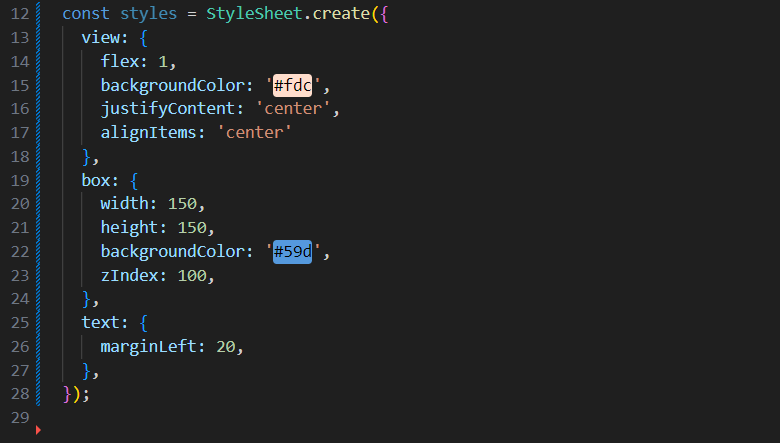 12 const styles = StyleSheet.create({
13   view: {
14     flex: 1,
15     backgroundColor: '#fdc',
16     justifyContent: 'center',
17     alignItems: 'center'
18   },
19   box: {
20     width: 150,
21     height: 150,
22     backgroundColor: '#59d',
23     zIndex: 100,
24   },
25   text: {
26     marginLeft: 20,
27   },
28 });
29